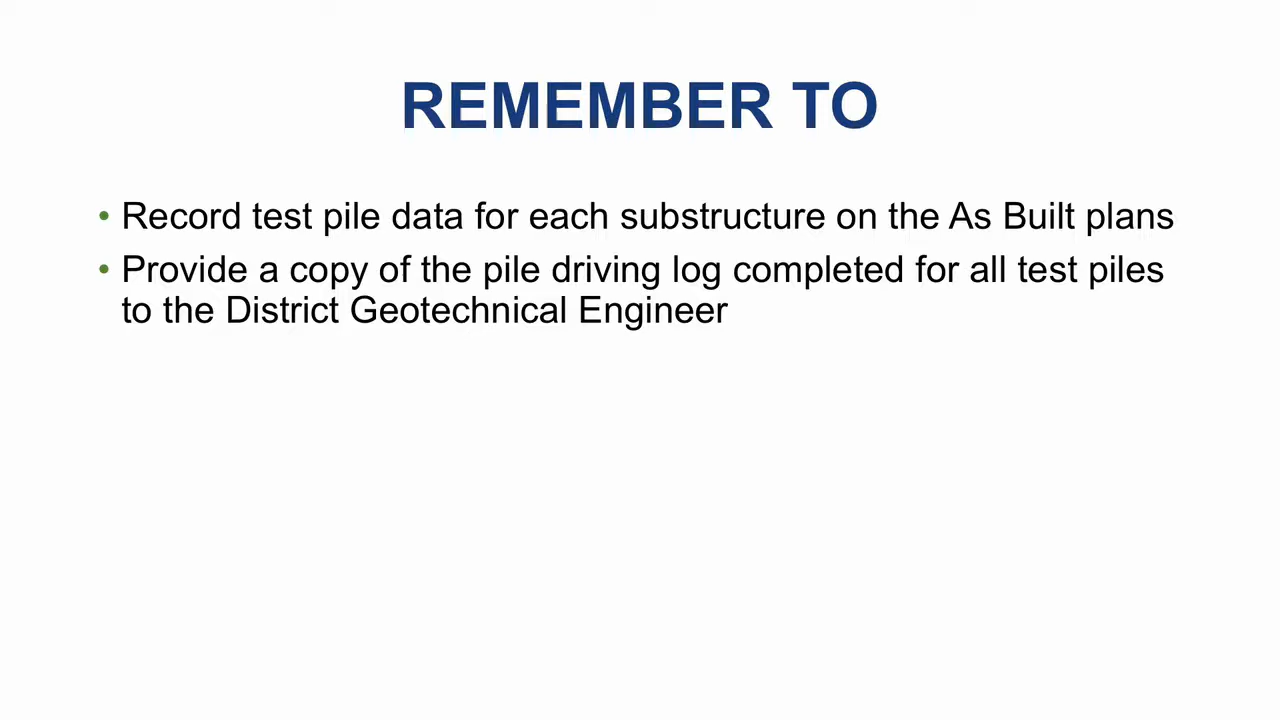 REMEMBER TO
• Record test pile data for each substructure on the As Built plans
• Provide a copy of the pile driving log completed for all test piles
to the District Geotechnical Engineer